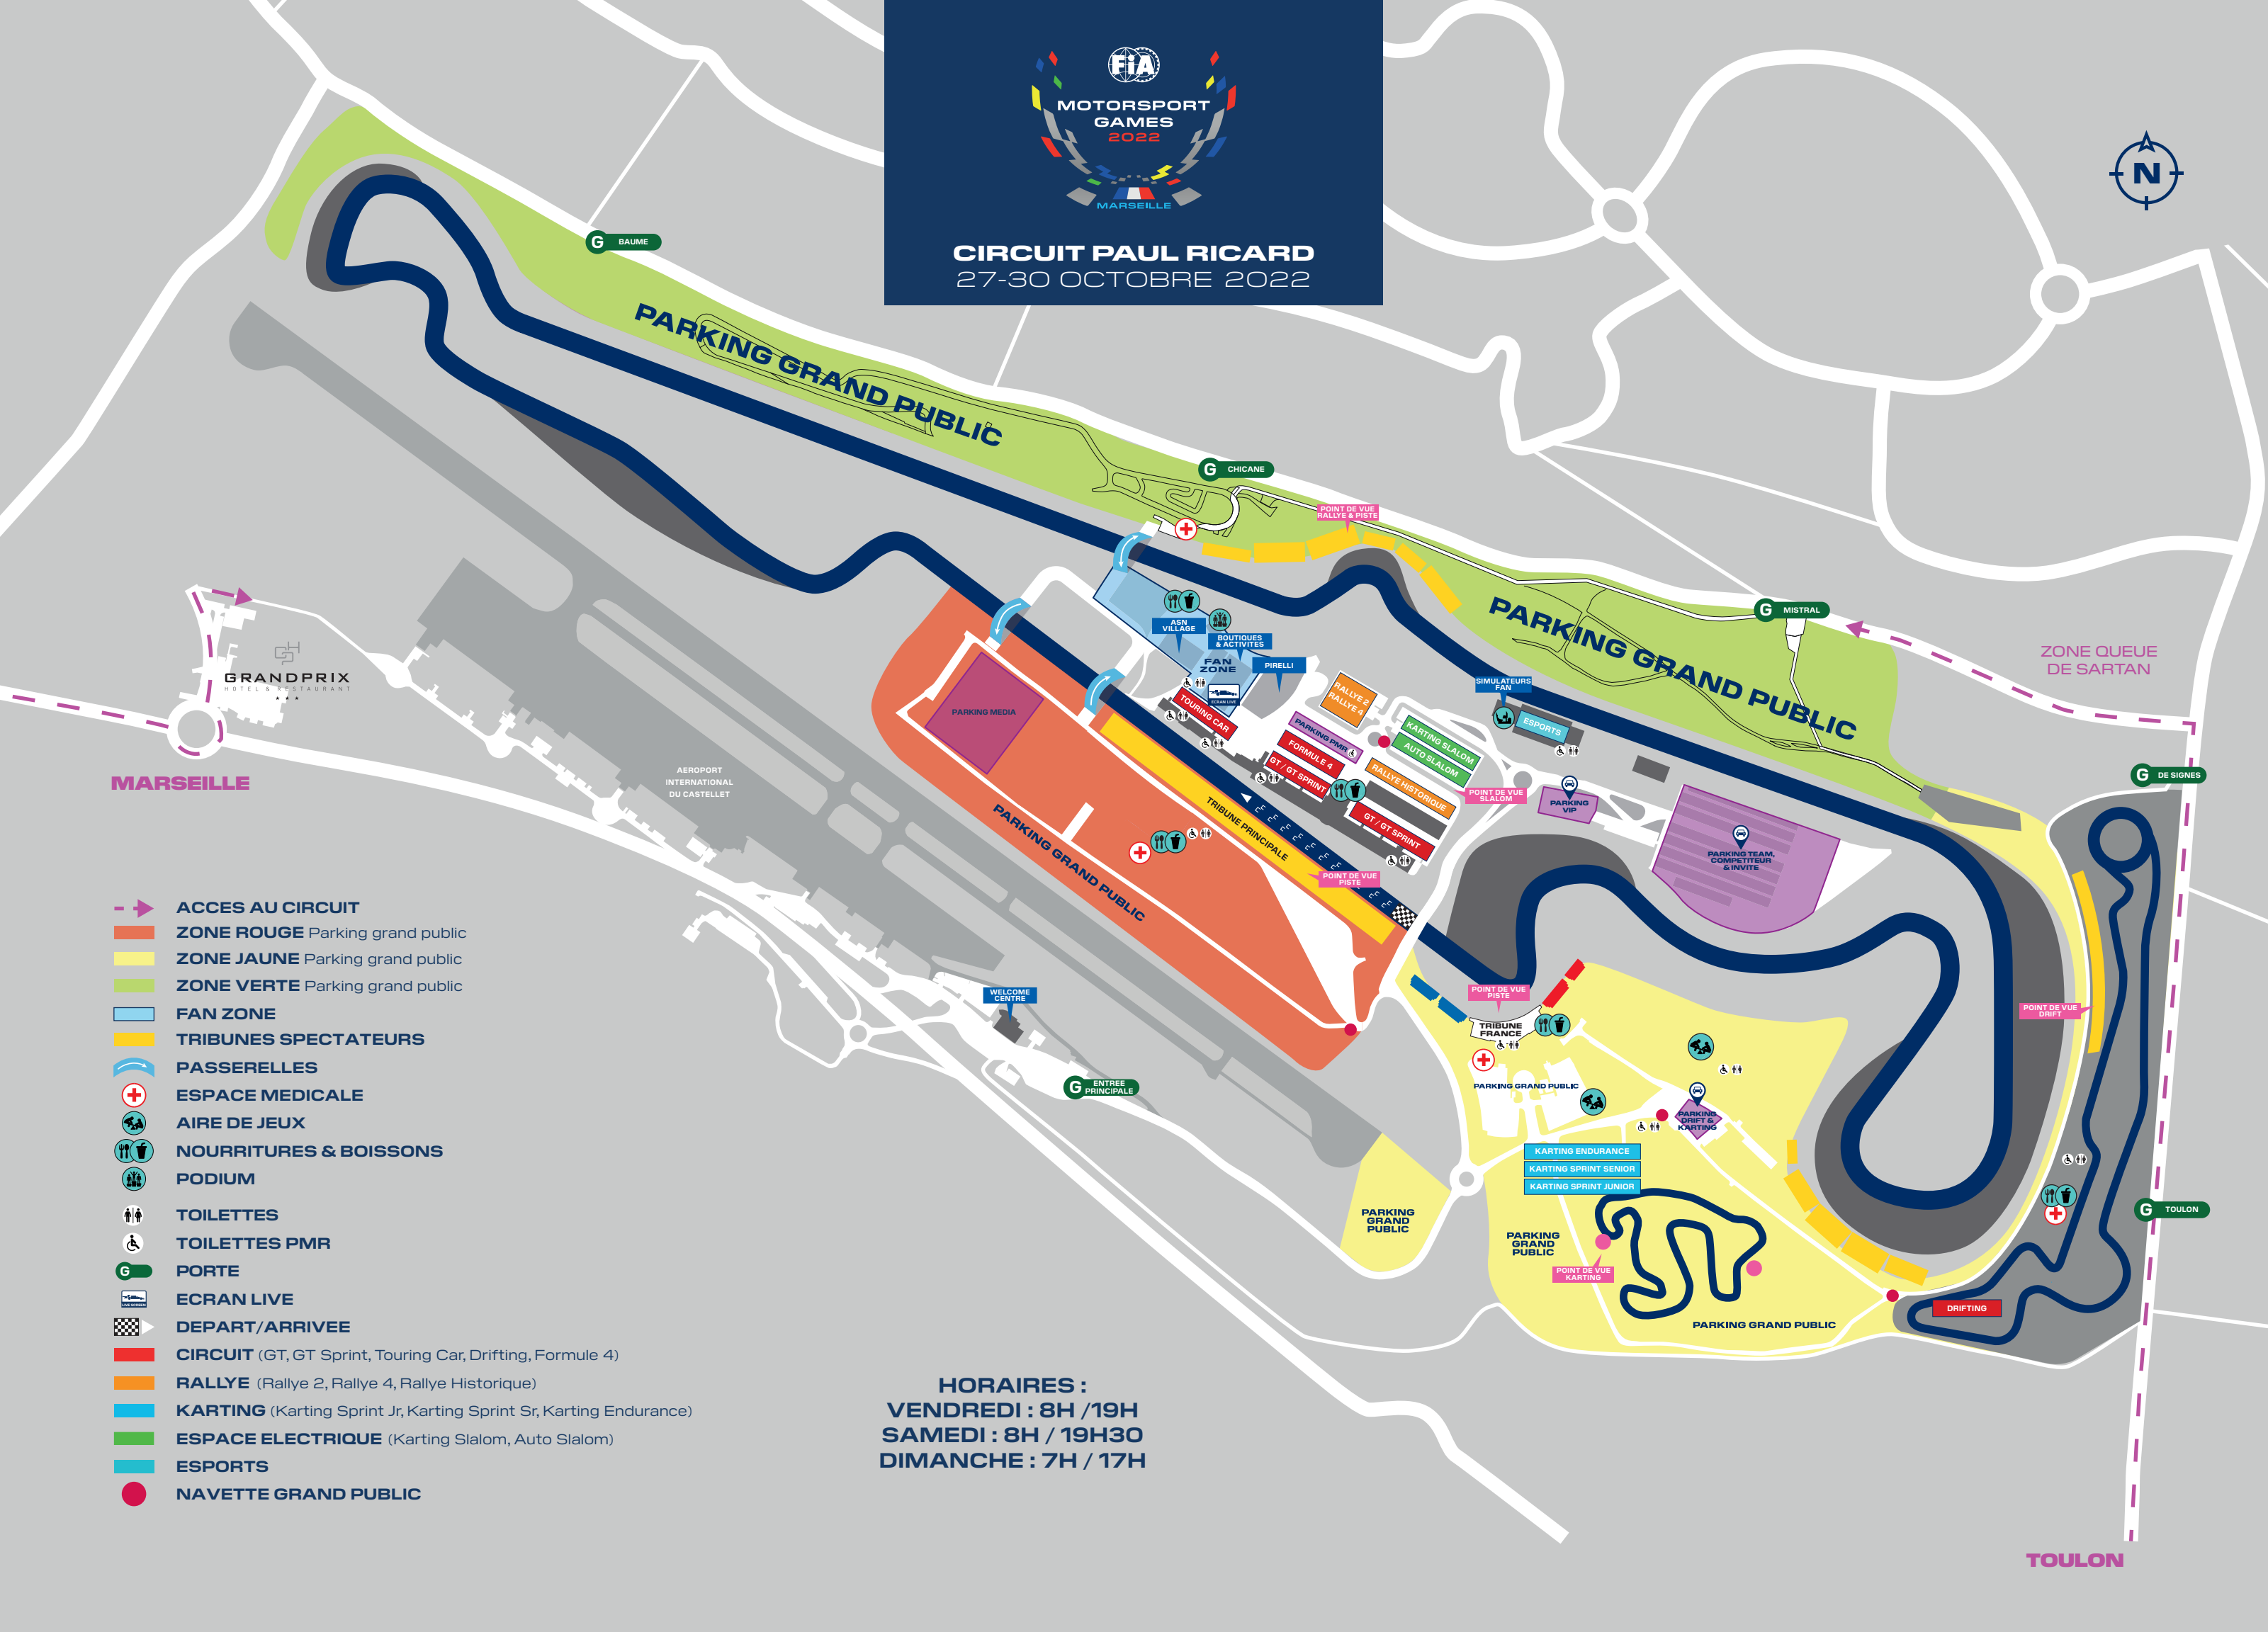 FiA
MOTORSPORT
GAMES
2022
MARSEILLE
CIRCUIT PAUL RICARD
27-30 OCTOBRE 2022
N
G BAUME
PARKING GRAND PUBLIC
G CHICANE
POINT DE VUE
RALLYE & PISTE
G MISTRAL
PARKING GRAND PUBLIC
ZONE QUEUE
DE SARTAN
G DE SIGNES
ASN
VILLAGE
BOUTIQUES
& ACTIVITES
FAN
ZONE
PIRELLI
ECRAN LIVE
TOURING CAR
RALLYE 2
RALLYE 4
PARKING PMR
FORMULE 4
GT / GT SPRINT
KARTING SLALOM
AUTO SLALOM
RALLYE HISTORIQUE
GT / GT SPRINT
POINT DE VUE
SLALOM
SIMULATEURS
FAN
ESPORTS
PARKING
VIP
PARKING TEAM,
COMPETITEUR
& INVITE
GRANDPRIX
HOTEL & RESTAURANT
MARSEILLE
AEROPORT
INTERNATIONAL
DU CASTELLET
PARKING MEDIA
PARKING GRAND PUBLIC
TRIBUNE PRINCIPALE
POINT DE VUE
PISTE
WELCOME
CENTRE
G ENTREE
PRINCIPALE
POINT DE VUE
PISTE
TRIBUNE
FRANCE
PARKING GRAND PUBLIC
PARKING
DRIFT &
KARTING
POINT DE VUE
DRIFT
KARTING ENDURANCE
KARTING SPRINT SENIOR
KARTING SPRINT JUNIOR
PARKING
GRAND
PUBLIC
PARKING
GRAND
PUBLIC
POINT DE VUE
KARTING
PARKING GRAND PUBLIC
DRIFTING
G TOULON
TOULON
ACCES AU CIRCUIT
ZONE ROUGE Parking grand public
ZONE JAUNE Parking grand public
ZONE VERTE Parking grand public
FAN ZONE
TRIBUNES SPECTATEURS
PASSERELLES
ESPACE MEDICALE
AIRE DE JEUX
NOURRITURES & BOISSONS
PODIUM
TOILETTES
TOILETTES PMR
G PORTE
LIVE SCREEN
ECRAN LIVE
DEPART/ARRIVEE
CIRCUIT (GT, GT Sprint, Touring Car, Drifting, Formule 4)
RALLYE (Rallye 2, Rallye 4, Rallye Historique)
KARTING (Karting Sprint Jr, Karting Sprint Sr, Karting Endurance)
ESPACE ELECTRIQUE (Karting Slalom, Auto Slalom)
ESPORTS
NAVETTE GRAND PUBLIC
HORAIRES :
VENDREDI : 8H /19H
SAMEDI : 8H / 19H30
DIMANCHE : 7H / 17H